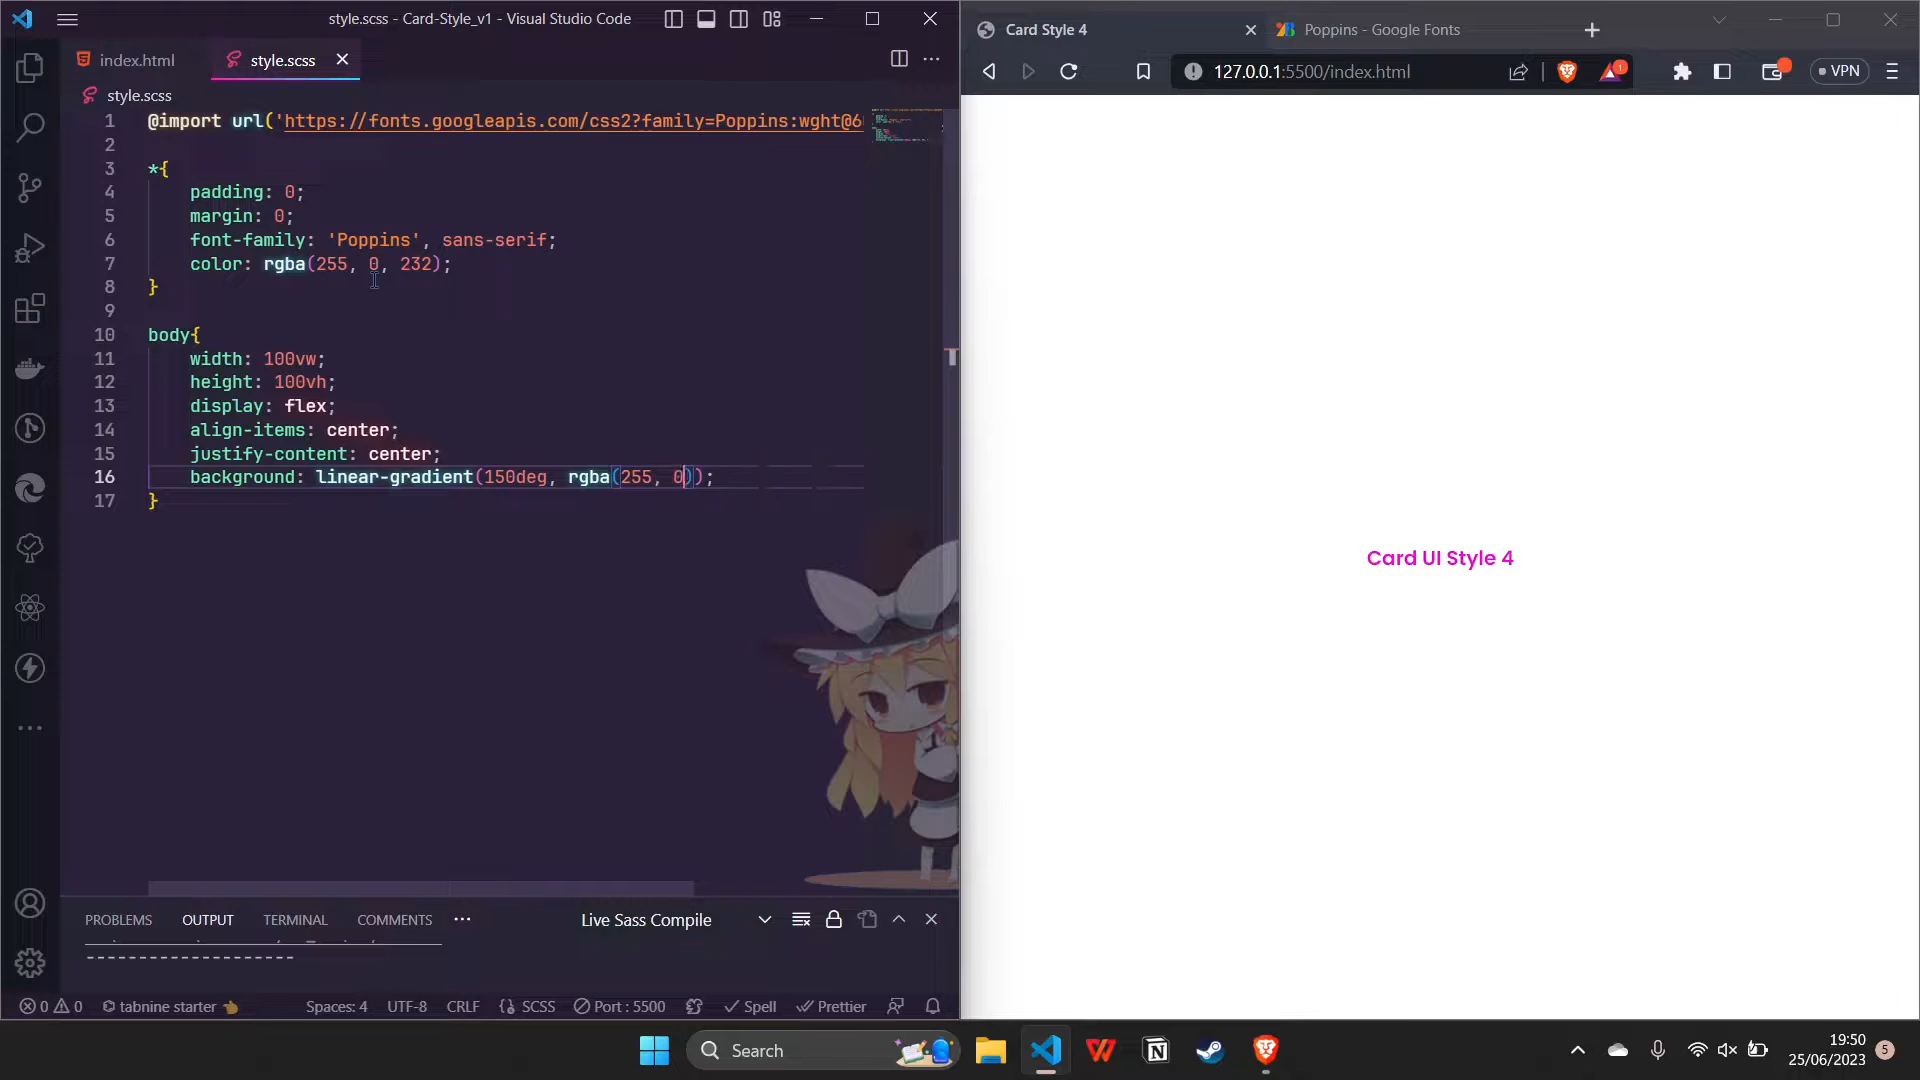 style.scss - Card-Style_v1 - Visual Studio Code
index.html
style.scss
style.scss
1 @import url('https://fonts.googleapis.com/css2?family=Poppins:wght@6
2
3 *{
4 padding: 0;
5 margin: 0;
6 font-family: 'Poppins', sans-serif;
7 color: rgba(255, 0, 232);
8 }
9
10 body{
11 width: 100vw;
12 height: 100vh;
13 display: flex;
14 align-items: center;
15 justify-content: center;
16 background: linear-gradient(150deg, rgba(255, 0));
17 }
PROBLEMS OUTPUT TERMINAL COMMENTS ···
Live Sass Compile
---------------------
0 0 tabnine starter Spaces: 4 UTF-8 CRLF SCSS Port : 5500 Spell Prettier
Card Style 4
Poppins - Google Fonts
127.0.0.1:5500/index.html
1
VPN
Card UI Style 4
Search
19:50
25/06/2023
5